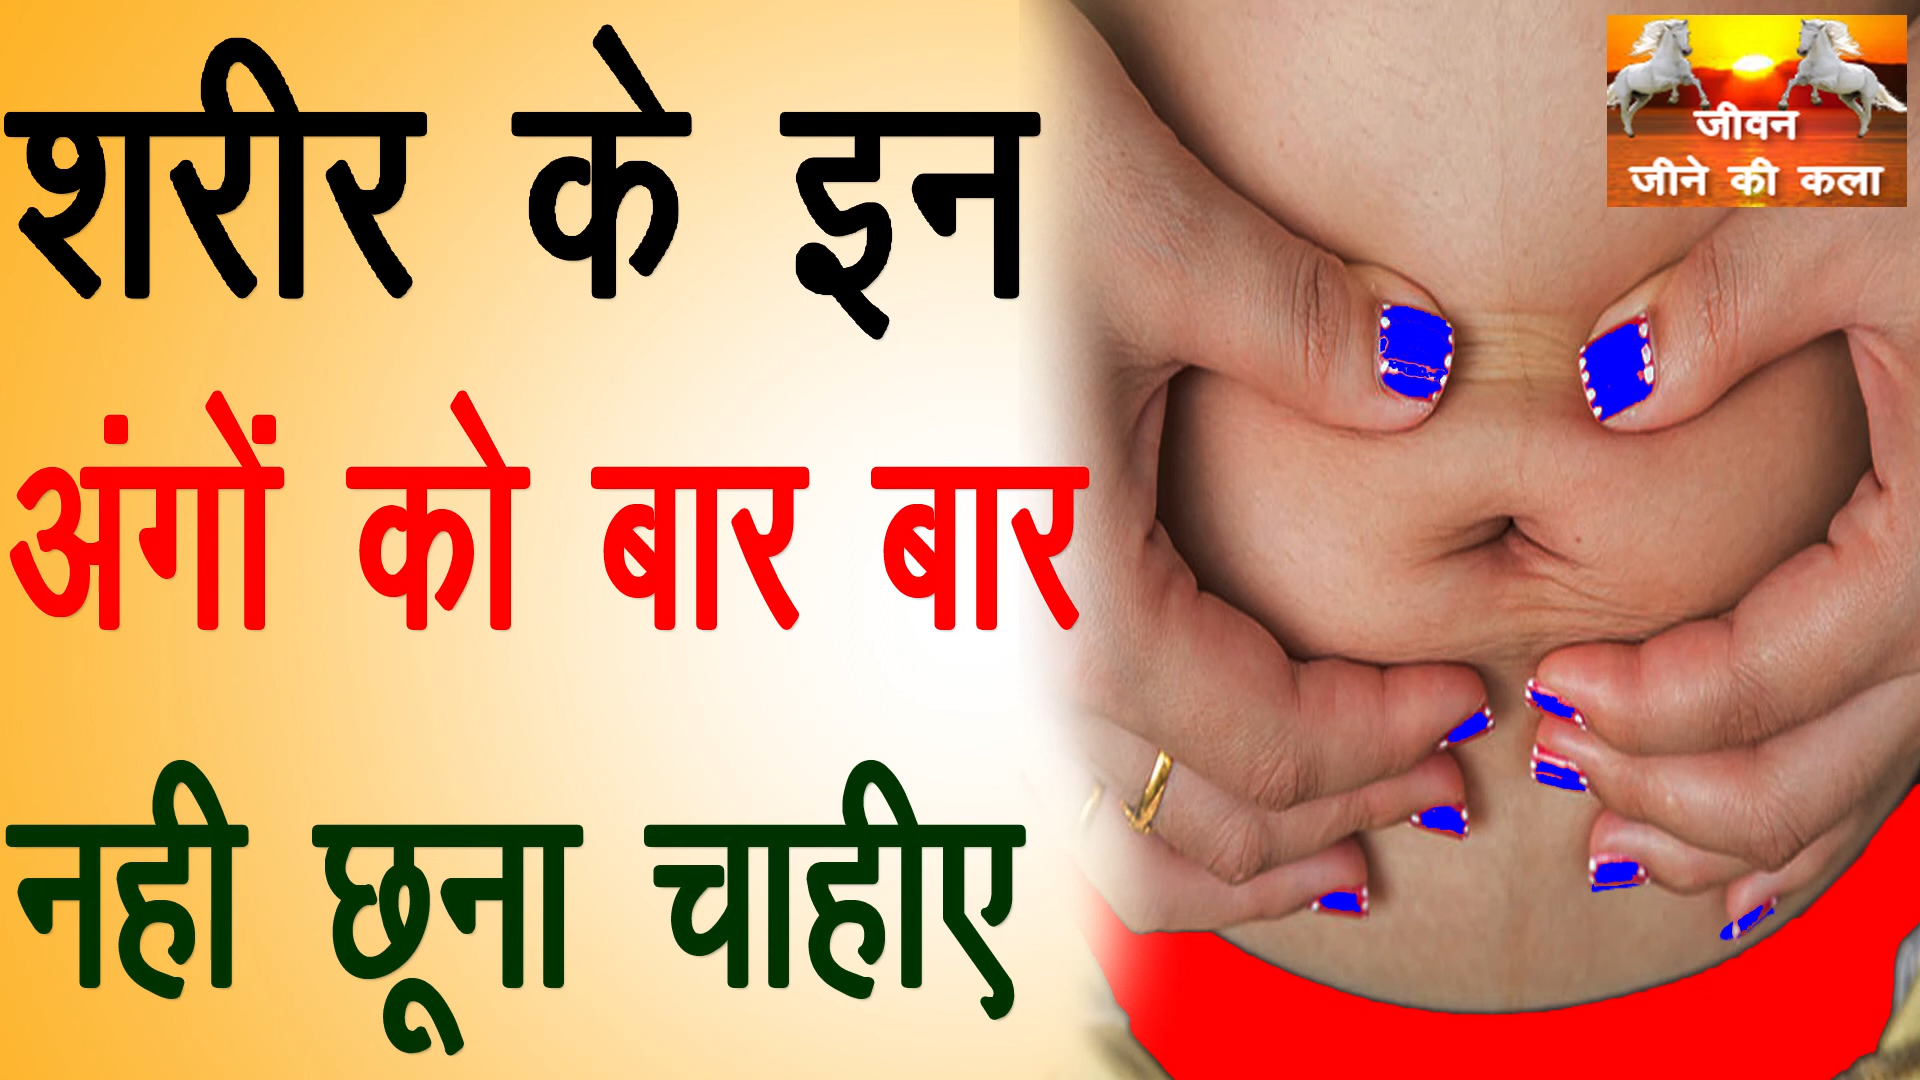 शरीर के इन
अंगों को बार बार
नही छूना चाहीए
जीवन
जीने की कला